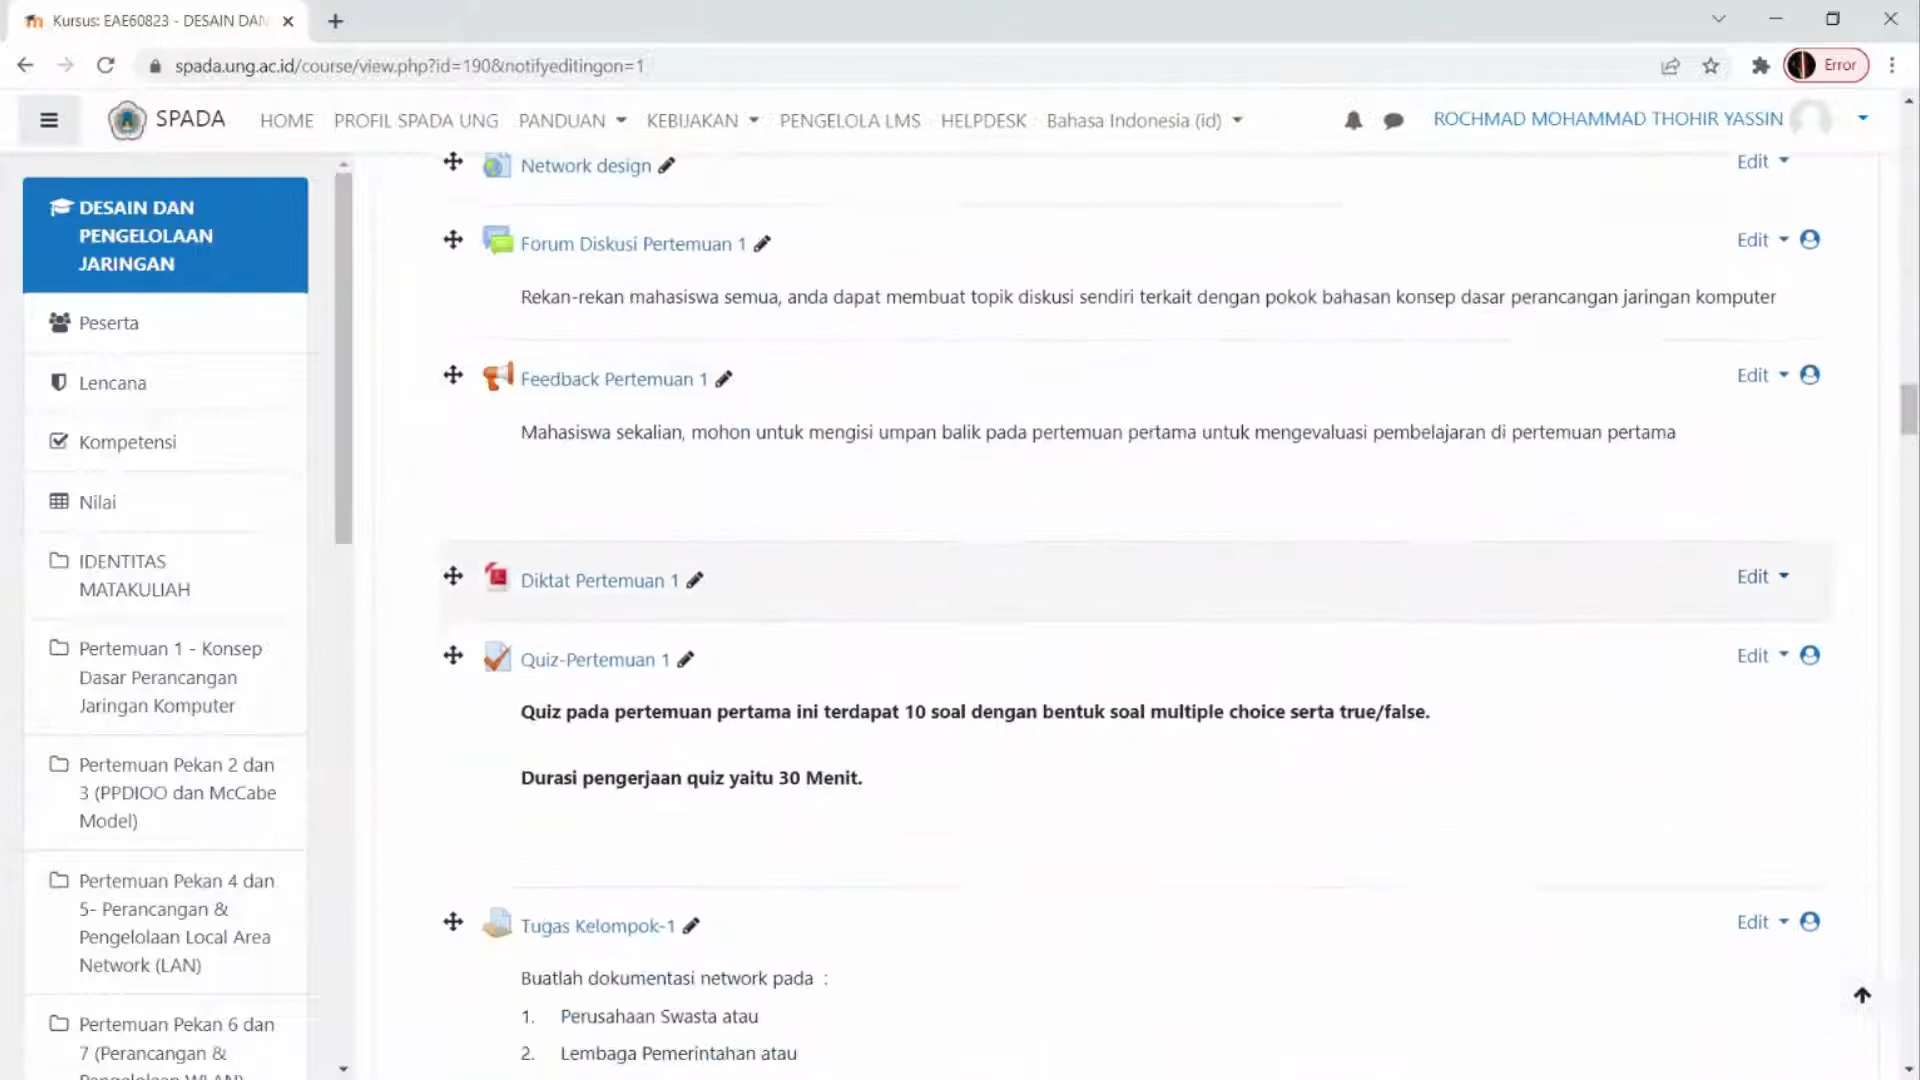 Kursus: EAE60823 - DESAIN DAN
spada.ung.ac.id/course/view.php?id=190&notifyeditingon=1
Error
SPADA
HOME
PROFIL SPADA UNG
PANDUAN
KEBIJAKAN
PENGELOLA LMS
HELPDESK
Bahasa Indonesia (id)
ROCHMAD MOHAMMAD THOHIR YASSIN
DESAIN DAN
PENGELOLAAN
JARINGAN
Peserta
Lencana
Kompetensi
Nilai
IDENTITAS
MATAKULIAH
Pertemuan 1 - Konsep
Dasar Perancangan
Jaringan Komputer
Pertemuan Pekan 2 dan
3 (PPDIOO dan McCabe
Model)
Pertemuan Pekan 4 dan
5- Perancangan &
Pengelolaan Local Area
Network (LAN)
Pertemuan Pekan 6 dan
7 (Perancangan &
Pengelolaan WLAN)
Network design
Edit
Forum Diskusi Pertemuan 1
Edit
Rekan-rekan mahasiswa semua, anda dapat membuat topik diskusi sendiri terkait dengan pokok bahasan konsep dasar perancangan jaringan komputer
Feedback Pertemuan 1
Edit
Mahasiswa sekalian, mohon untuk mengisi umpan balik pada pertemuan pertama untuk mengevaluasi pembelajaran di pertemuan pertama
Diktat Pertemuan 1
Edit
Quiz-Pertemuan 1
Edit
Quiz pada pertemuan pertama ini terdapat 10 soal dengan bentuk soal multiple choice serta true/false.
Durasi pengerjaan quiz yaitu 30 Menit.
Tugas Kelompok-1
Edit
Buatlah dokumentasi network pada :
1. Perusahaan Swasta atau
2. Lembaga Pemerintahan atau